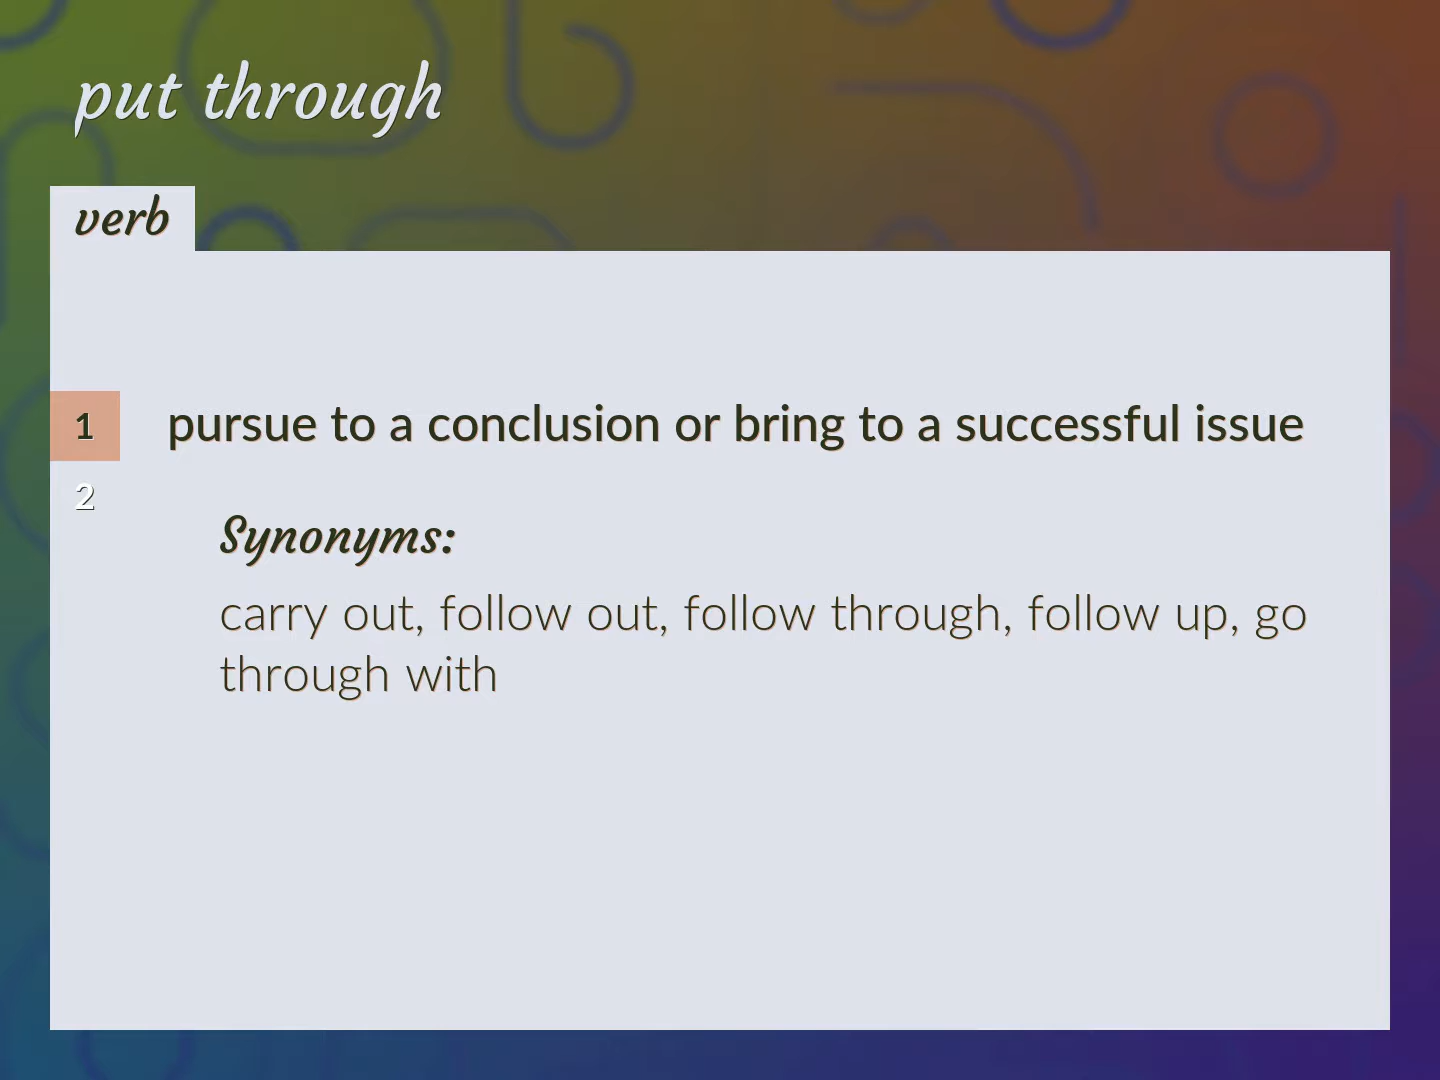 put through
verb
1
pursue to a conclusion or bring to a successful issue
2
Synonyms:
carry out, follow out, follow through, follow up, go
through with